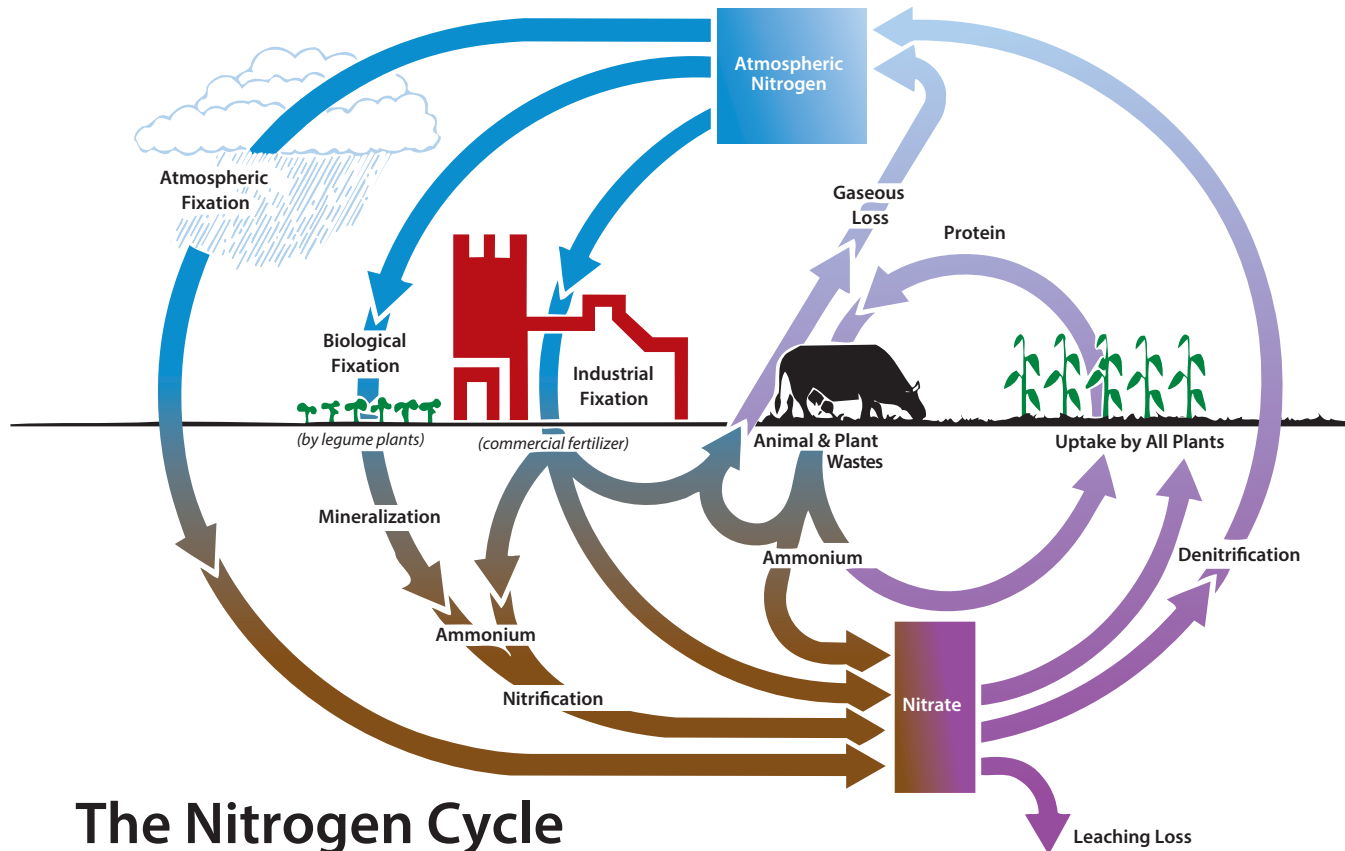 Atmospheric
Nitrogen
Atmospheric
Fixation
Gaseous
Loss
Protein
Biological
Fixation
Industrial
Fixation
(by legume plants)
(commercial fertilizer)
Animal & Plant
Wastes
Uptake by All Plants
Mineralization
Ammonium
Denitrification
Ammonium
Nitrification
Nitrate
The Nitrogen Cycle
Leaching Loss